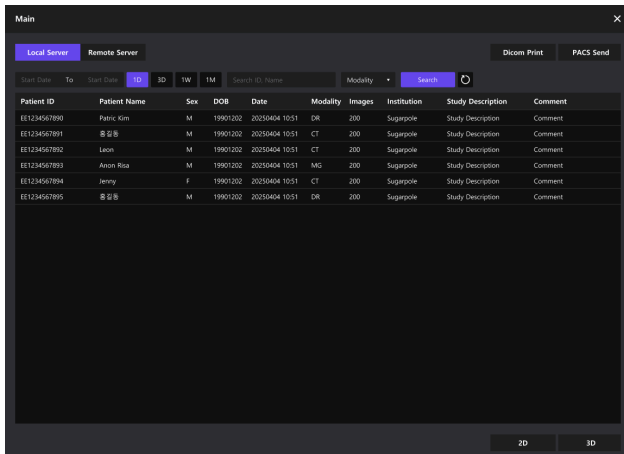 Main
Local Server Remote Server Dicom Print PACS Send
Start Date To Start Date 1D 3D 1W 1M Search ID. Name Modality Search
Patient ID Patient Name Sex DOB Date Modality Images Institution Study Description Comment
EE1234567890 Patric Kim M 19901202 20250404 10:51 DR 200 Sugarpole Study Description Comment
EE1234567891 홍길동 M 19901202 20250404 10:51 CT 200 Sugarpole Study Description Comment
EE1234567892 Leon M 19901202 20250404 10:51 CT 200 Sugarpole Study Description Comment
EE1234567893 Anon Risa M 19901202 20250404 10:51 MG 200 Sugarpole Study Description Comment
EE1234567894 Jenny F 19901202 20250404 10:51 CT 200 Sugarpole Study Description Comment
EE1234567895 홍길동 M 19901202 20250404 10:51 DR 200 Sugarpole Study Description Comment
2D 3D